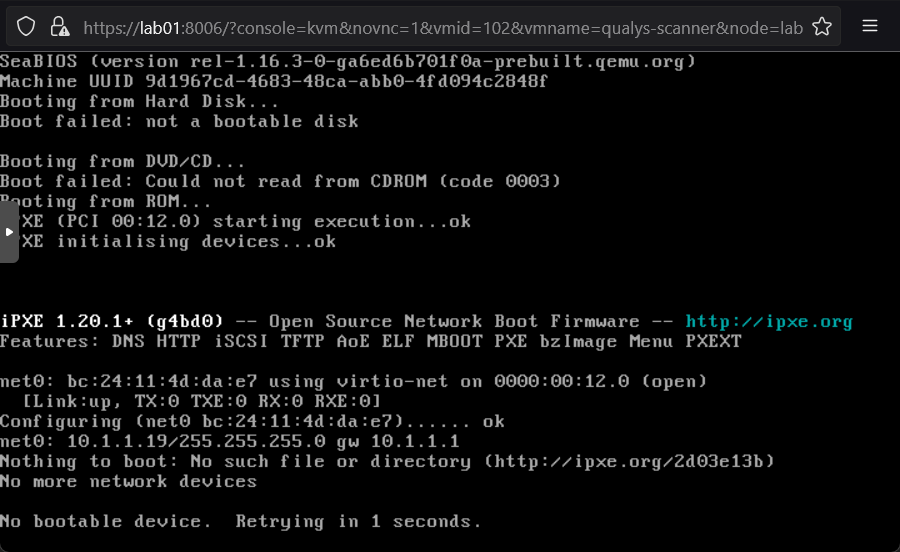 https://lab01:8006/?console=kvm&novnc=1&vmid=102&vmname=qualys-scanner&node=lab
SeaBIOS (version rel-1.16.3-0-ga6ed6b701f0a-prebuilt.qemu.org)
Machine UUID 9d1967cd-4683-48ca-abb0-4fd094c2848f
Booting from Hard Disk...
Boot failed: not a bootable disk
Booting from DVD/CD...
Boot failed: Could not read from CDROM (code 0003)
Booting from ROM...
PXE (PCI 00:12.0) starting execution...ok
PXE initialising devices...ok
iPXE 1.20.1+ (g4bd0) -- Open Source Network Boot Firmware -- http://ipxe.org
Features: DNS HTTP iSCSI TFTP AoE ELF MBOOT PXE bzImage Menu PXEXT
net0: bc:24:11:4d:da:e7 using virtio-net on 0000:00:12.0 (open)
[Link:up, TX:0 TXE:0 RX:0 RXE:0]
Configuring (net0 bc:24:11:4d:da:e7)...... ok
net0: 10.1.1.19/255.255.255.0 gw 10.1.1.1
Nothing to boot: No such file or directory (http://ipxe.org/2d03e13b)
No more network devices
No bootable device.  Retrying in 1 seconds.